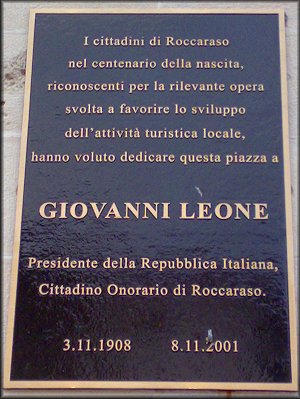 I cittadini di Roccaraso
nel centenario della nascita,
riconoscenti per la rilevante opera
svolta a favorire lo sviluppo
dell'attività turistica locale,
hanno voluto dedicare questa piazza a
GIOVANNI LEONE
Presidente della Repubblica Italiana,
Cittadino Onorario di Roccaraso.
3.11.1908 8.11.2001